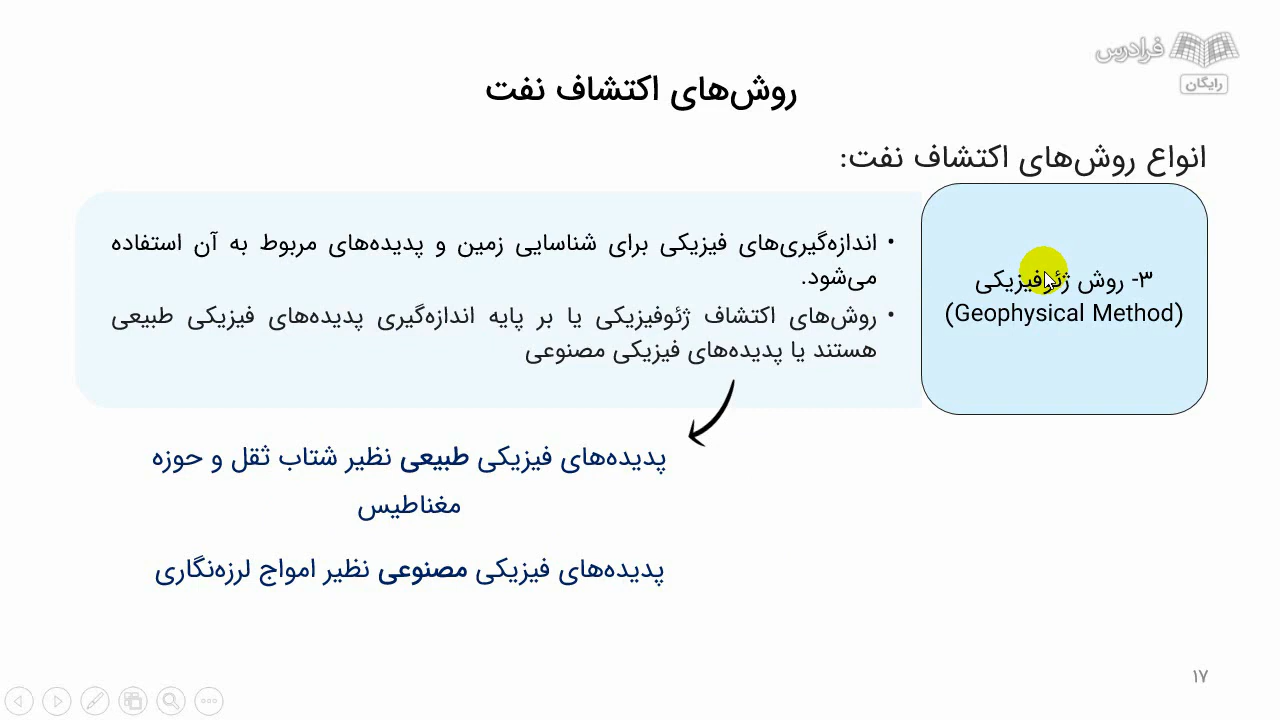 فرادرس
رایگان
روش‌های اکتشاف نفت
انواع روش‌های اکتشاف نفت:
۳- روش ژئوفیزیکی
(Geophysical Method)
• اندازه‌گیری‌های فیزیکی برای شناسایی زمین و پدیده‌های مربوط به آن استفاده
می‌شود.
• روش‌های اکتشاف ژئوفیزیکی یا بر پایه اندازه‌گیری پدیده‌های فیزیکی طبیعی
هستند یا پدیده‌های فیزیکی مصنوعی
پدیده‌های فیزیکی طبیعی نظیر شتاب ثقل و حوزه
مغناطیس
پدیده‌های فیزیکی مصنوعی نظیر امواج لرزه‌نگاری
۱۷